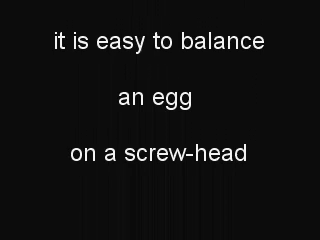 it is easy to balance
an egg
on a screw-head